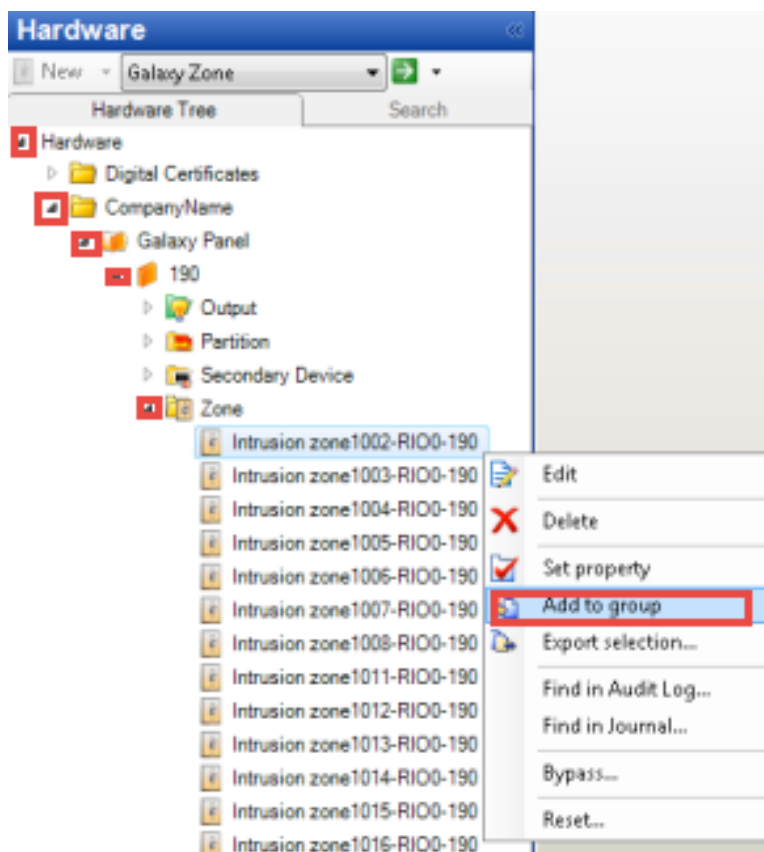 Hardware
New Galaxy Zone
Hardware Tree Search
Hardware
Digital Certificates
CompanyName
Galaxy Panel
190
Output
Partition
Secondary Device
Zone
Intrusion zone1002-RIO0-190
Intrusion zone1003-RIO0-190
Intrusion zone1004-RIO0-190
Intrusion zone1005-RIO0-190
Intrusion zone1006-RIO0-190
Intrusion zone1007-RIO0-190
Intrusion zone1008-RIO0-190
Intrusion zone1011-RIO0-190
Intrusion zone1012-RIO0-190
Intrusion zone1013-RIO0-190
Intrusion zone1014-RIO0-190
Intrusion zone1015-RIO0-190
Intrusion zone1016-RIO0-190
Edit
Delete
Set property
Add to group
Export selection...
Find in Audit Log...
Find in Journal...
Bypass...
Reset...